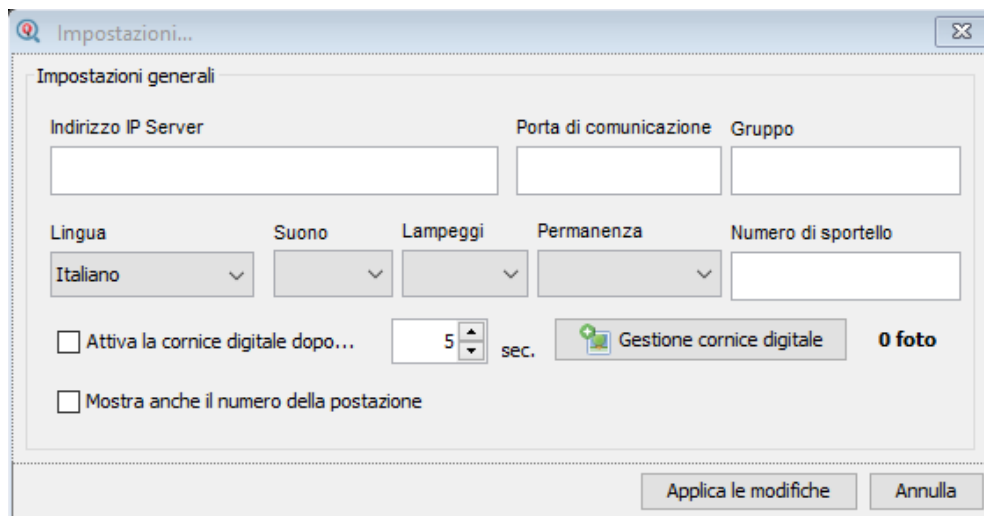 Impostazioni...
Impostazioni generali
Indirizzo IP Server Porta di comunicazione Gruppo
Lingua Suono Lampeggi Permanenza Numero di sportello
Italiano
Attiva la cornice digitale dopo... 5 sec. Gestione cornice digitale 0 foto
Mostra anche il numero della postazione
Applica le modifiche Annulla